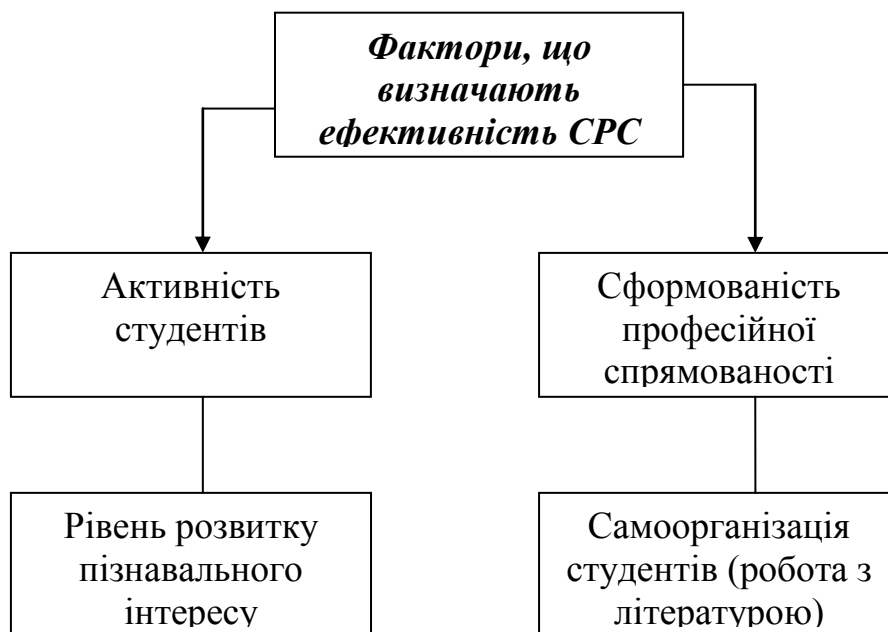 Фактори, що
визначають
ефективність СРС
Активність
студентів
Сформованість
професійної
спрямованості
Рівень розвитку
пізнавального
інтересу
Самоорганізація
студентів (робота з
літературою)